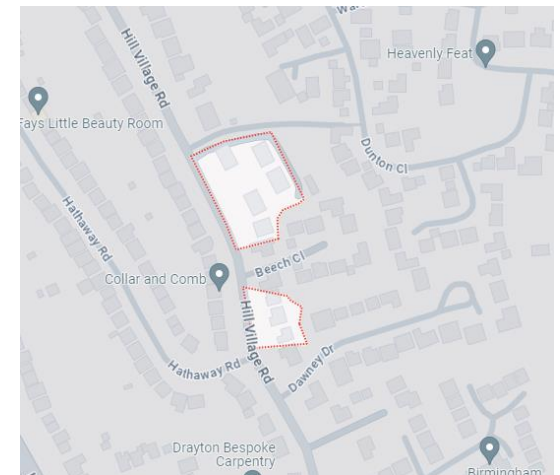 Wa
Hill Village Rd
Heavenly Feat
Fays Little Beauty Room
Dunton Cl
Hathaway Rd
Beech Cl
Collar and Comb
Hill Village Rd
Hathaway Rd
Dawney Dr
Drayton Bespoke
Carpentry
Birmingham